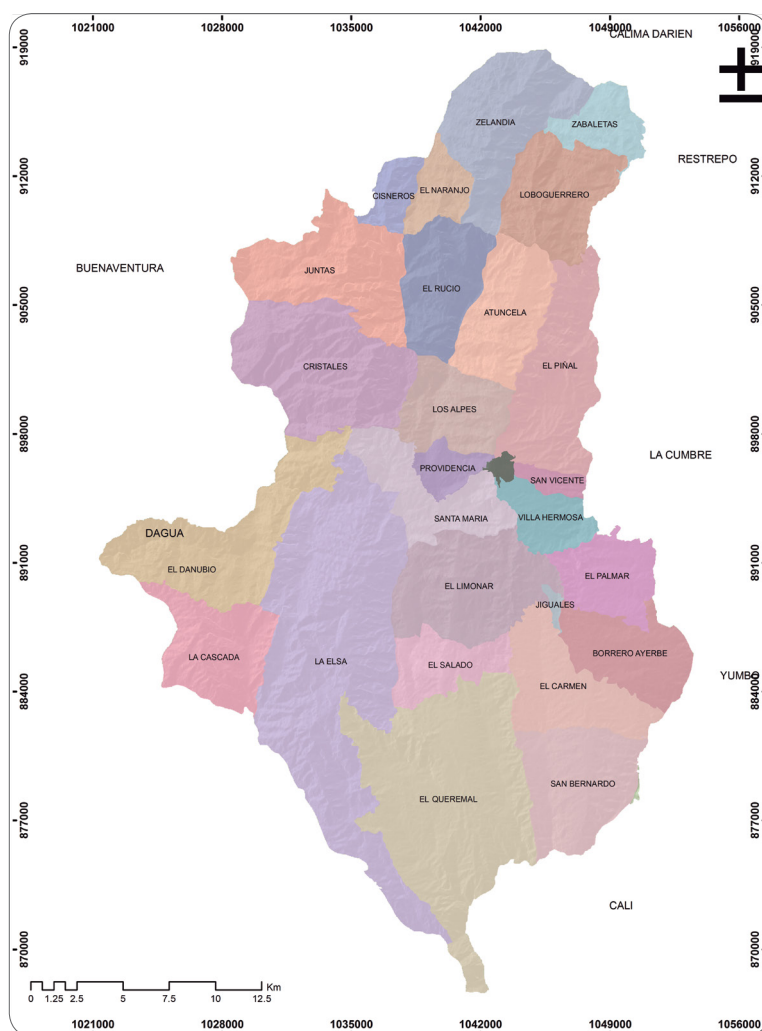 1021000 1028000 1035000 1042000 1049000 1056000
CALIMA DARIEN
919000 919000
ZELANDIA
ZABALETAS
RESTREPO
912000 912000
CISNEROS
EL NARANJO
LOBOGUERRERO
BUENAVENTURA
JUNTAS
EL RUCIO
905000 905000
ATUNCELA
CRISTALES
EL PIÑAL
LOS ALPES
898000 898000
LA CUMBRE
PROVIDENCIA
SAN VICENTE
SANTA MARIA
VILLA HERMOSA
DAGUA
891000 891000
EL DANUBIO
EL LIMONAR
EL PALMAR
JIGUALES
LA CASCADA
LA ELSA
EL SALADO
BORRERO AYERBE
YUMBO
EL CARMEN
884000 884000
SAN BERNARDO
EL QUEREMAL
877000 877000
CALI
870000 870000
Km
0 1.25 2.5 5 7.5 10 12.5
1021000 1028000 1035000 1042000 1049000 1056000